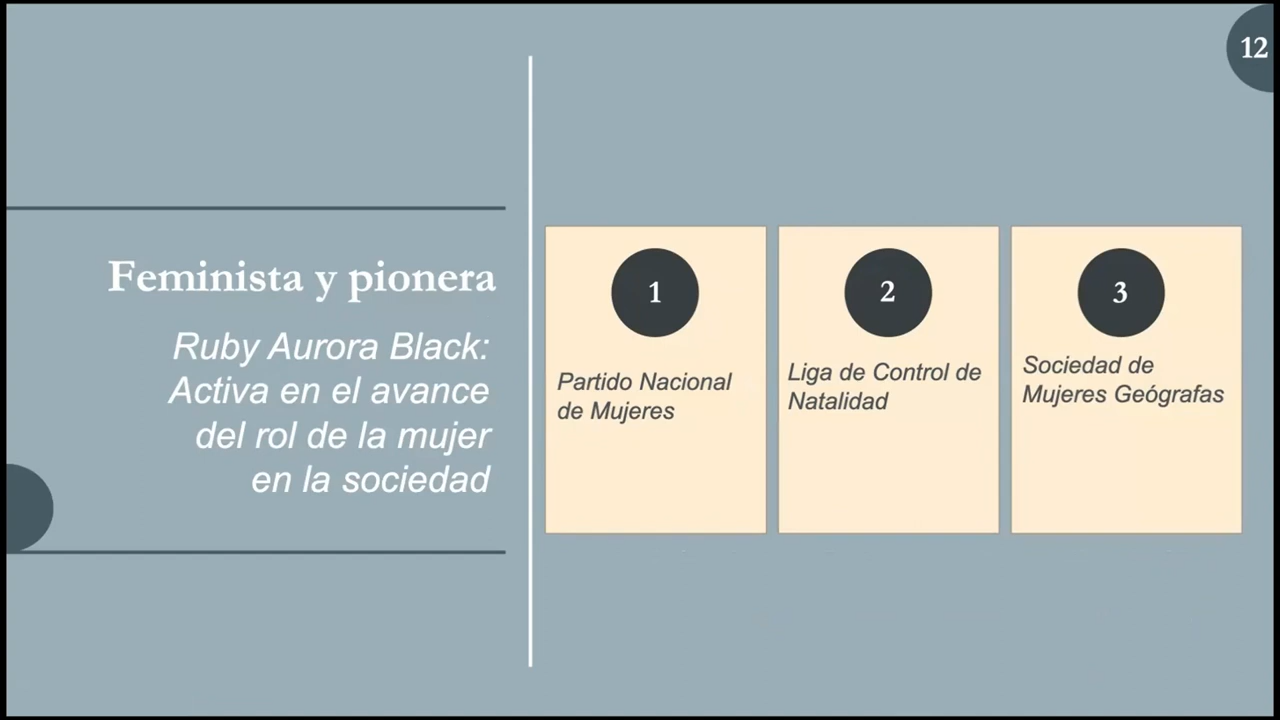 12
Feminista y pionera
Ruby Aurora Black:
Activa en el avance
del rol de la mujer
en la sociedad
1
Partido Nacional
de Mujeres
2
Liga de Control de
Natalidad
3
Sociedad de
Mujeres Geógrafas